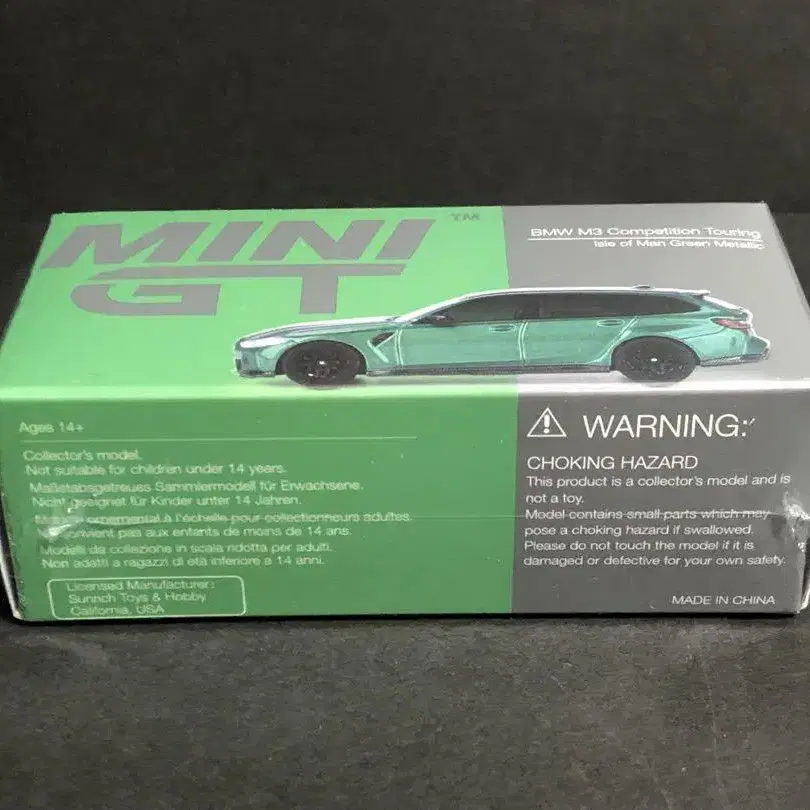 MINI
GT
TM
BMW M3 Competition Touring
Isle of Man Green Metallic
Ages 14+
Collector's model.
Not suitable for children under 14 years.
Maßstabsgetreues Sammlermodell für Erwachsene.
Nicht geeignet für Kinder unter 14 Jahren.
ornemental à l'échelle pour collectionneurs adultes.
convient pas aux enfants de moins de 14 ans.
Modelli da collezione in scala ridotta per adulti.
Non adatti a ragazzi di età inferiore a 14 anni.
Licensed Manufacturer:
Sunrich Toys & Hobby
California, USA
WARNING:
CHOKING HAZARD
This product is a collector's model and is
not a toy.
Model contains small parts which may
pose a choking hazard if swallowed.
Please do not touch the model if it is
damaged or defective for your own safety.
MADE IN CHINA